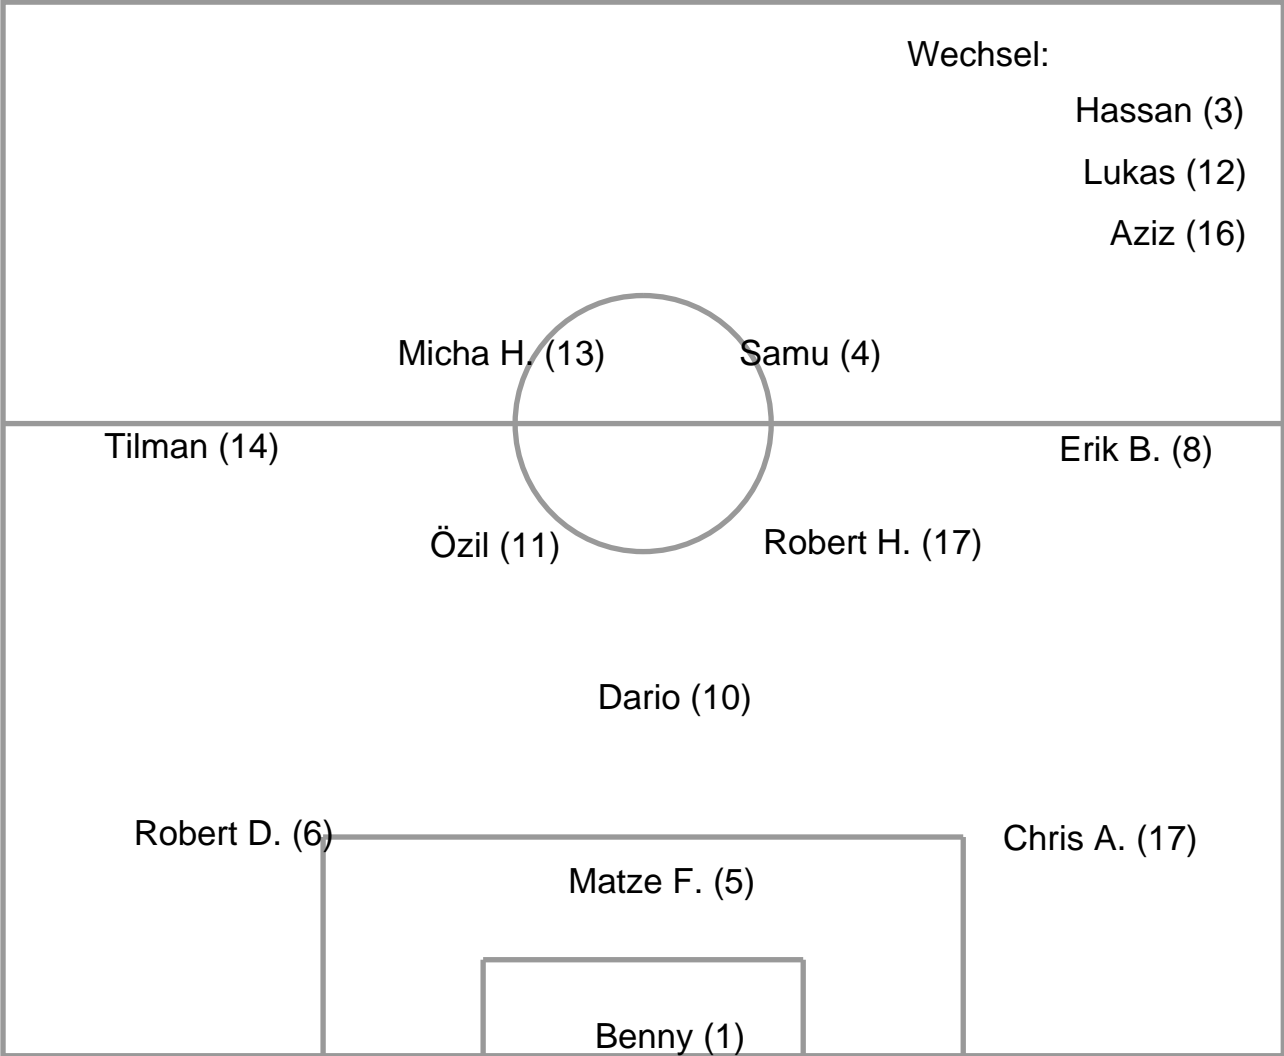 Wechsel:
Hassan (3)
Lukas (12)
Aziz (16)
Micha H. (13)
Samu (4)
Tilman (14)
Erik B. (8)
Özil (11)
Robert H. (17)
Dario (10)
Robert D. (6)
Chris A. (17)
Matze F. (5)
Benny (1)